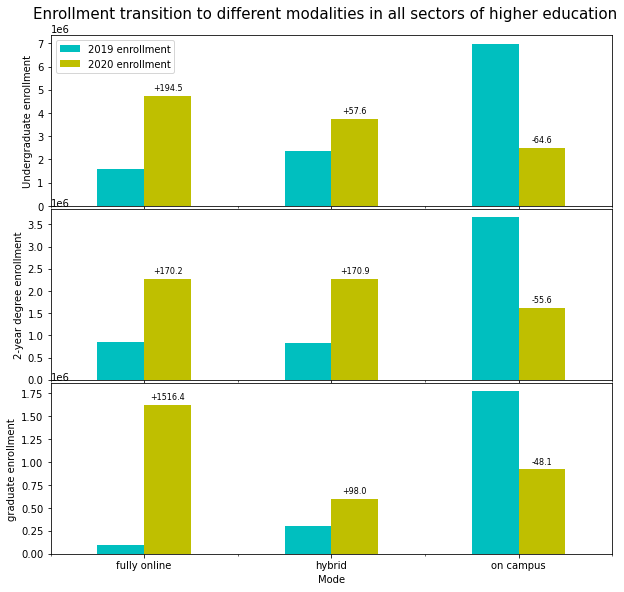 Enrollment transition to different modalities in all sectors of higher education
1e6
2019 enrollment
2020 enrollment
Undergraduate enrollment
7
6
5
4
3
2
1
0
+194.5
+57.6
-64.6
1e6
2-year degree enrollment
3.5
3.0
2.5
2.0
1.5
1.0
0.5
0.0
+170.2
+170.9
-55.6
1e6
graduate enrollment
1.75
1.50
1.25
1.00
0.75
0.50
0.25
0.00
+1516.4
+98.0
-48.1
fully online
hybrid
on campus
Mode